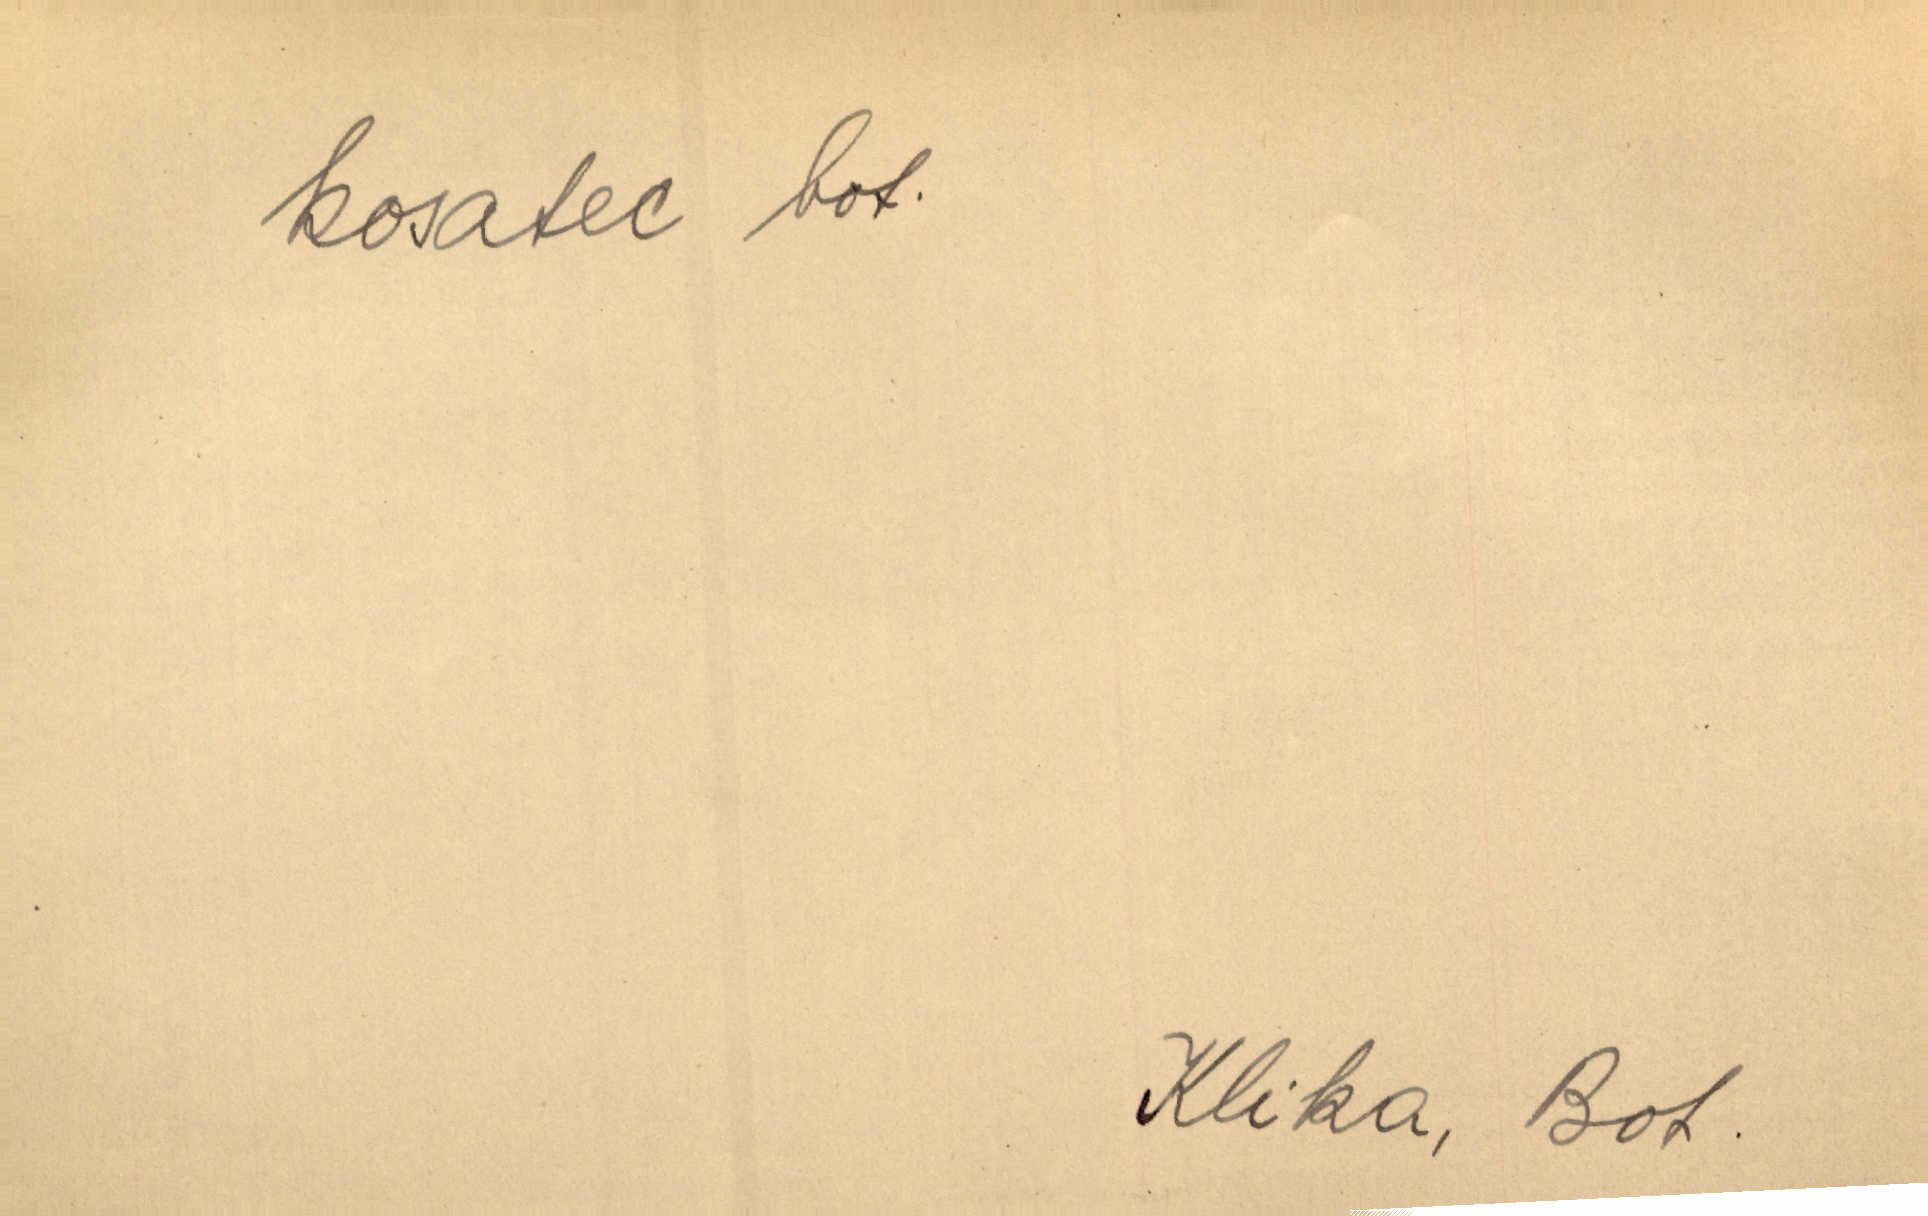 kosatec bot.
Klika, Bot.